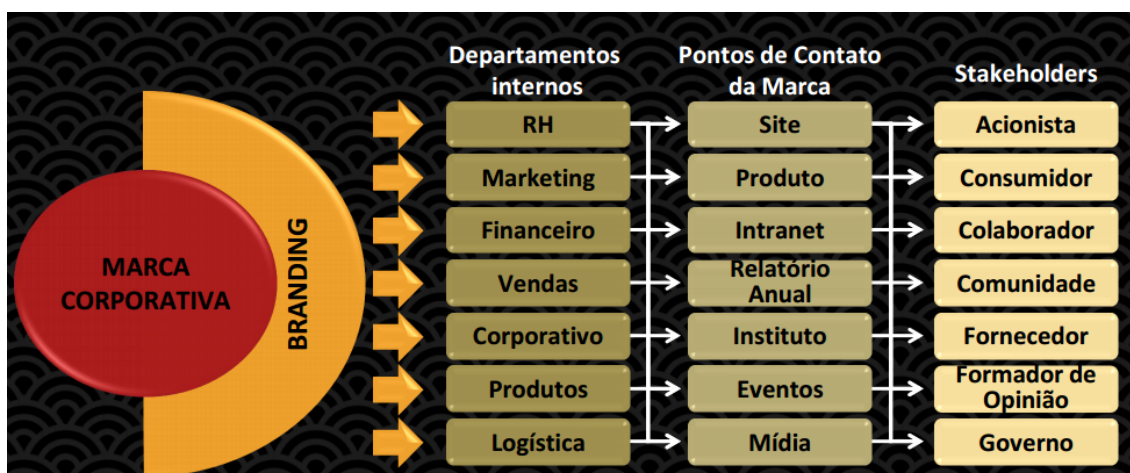 Departamentos
internos
Pontos de Contato
da Marca
Stakeholders
MARCA
CORPORATIVA
BRANDING
RH
Site
Acionista
Marketing
Produto
Consumidor
Financeiro
Intranet
Colaborador
Vendas
Relatório
Anual
Comunidade
Corporativo
Instituto
Fornecedor
Produtos
Eventos
Formador de
Opinião
Logística
Mídia
Governo